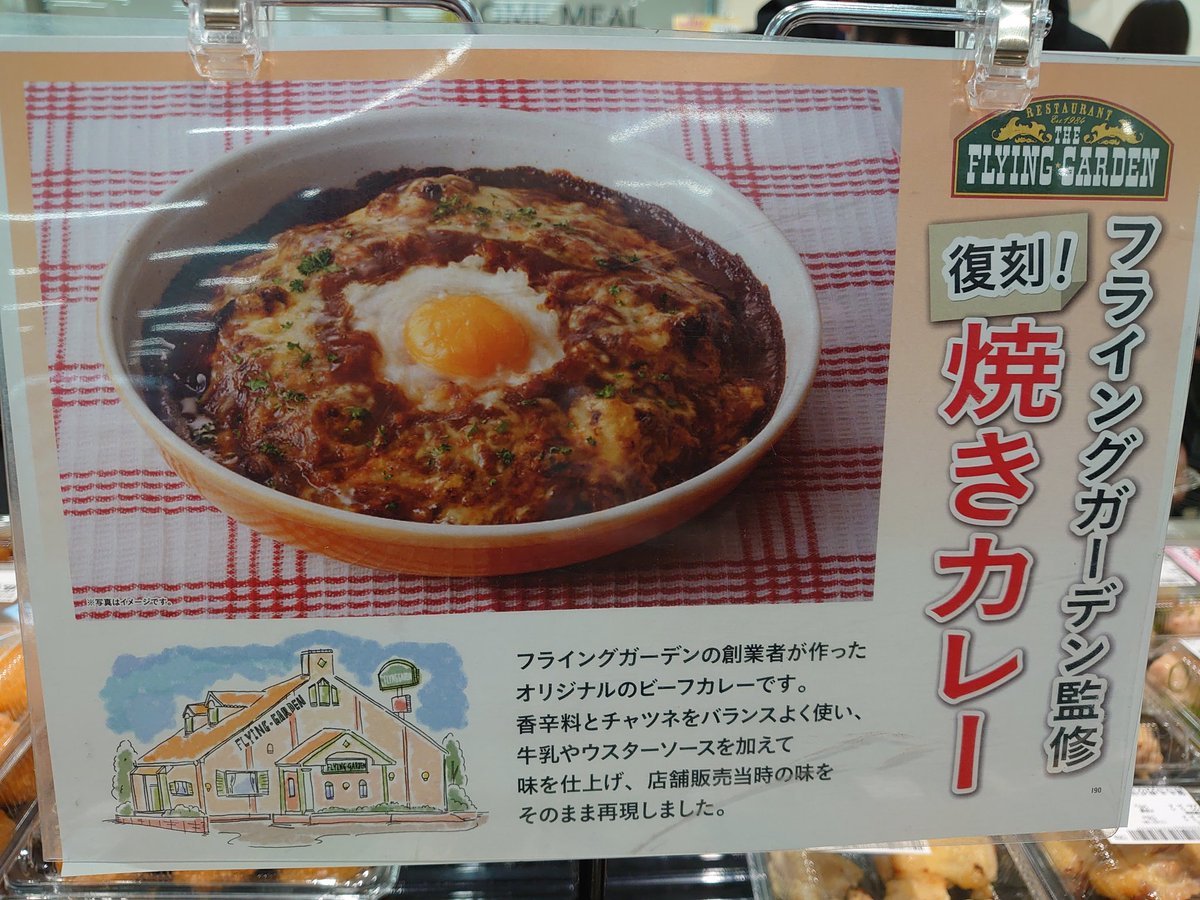 HOME MEAL
RESTAURANT
Est 1984
THE
FLYING GARDEN
フライングガーデン監修
復刻!
焼きカレー
※写真はイメージです。
FLYING GARDEN
FLYING GARDEN
フライングガーデンの創業者が作った
オリジナルのビーフカレーです。
香辛料とチャツネをバランスよく使い、
牛乳やウスターソースを加えて
味を仕上げ、店舗販売当時の味を
そのまま再現しました。
190